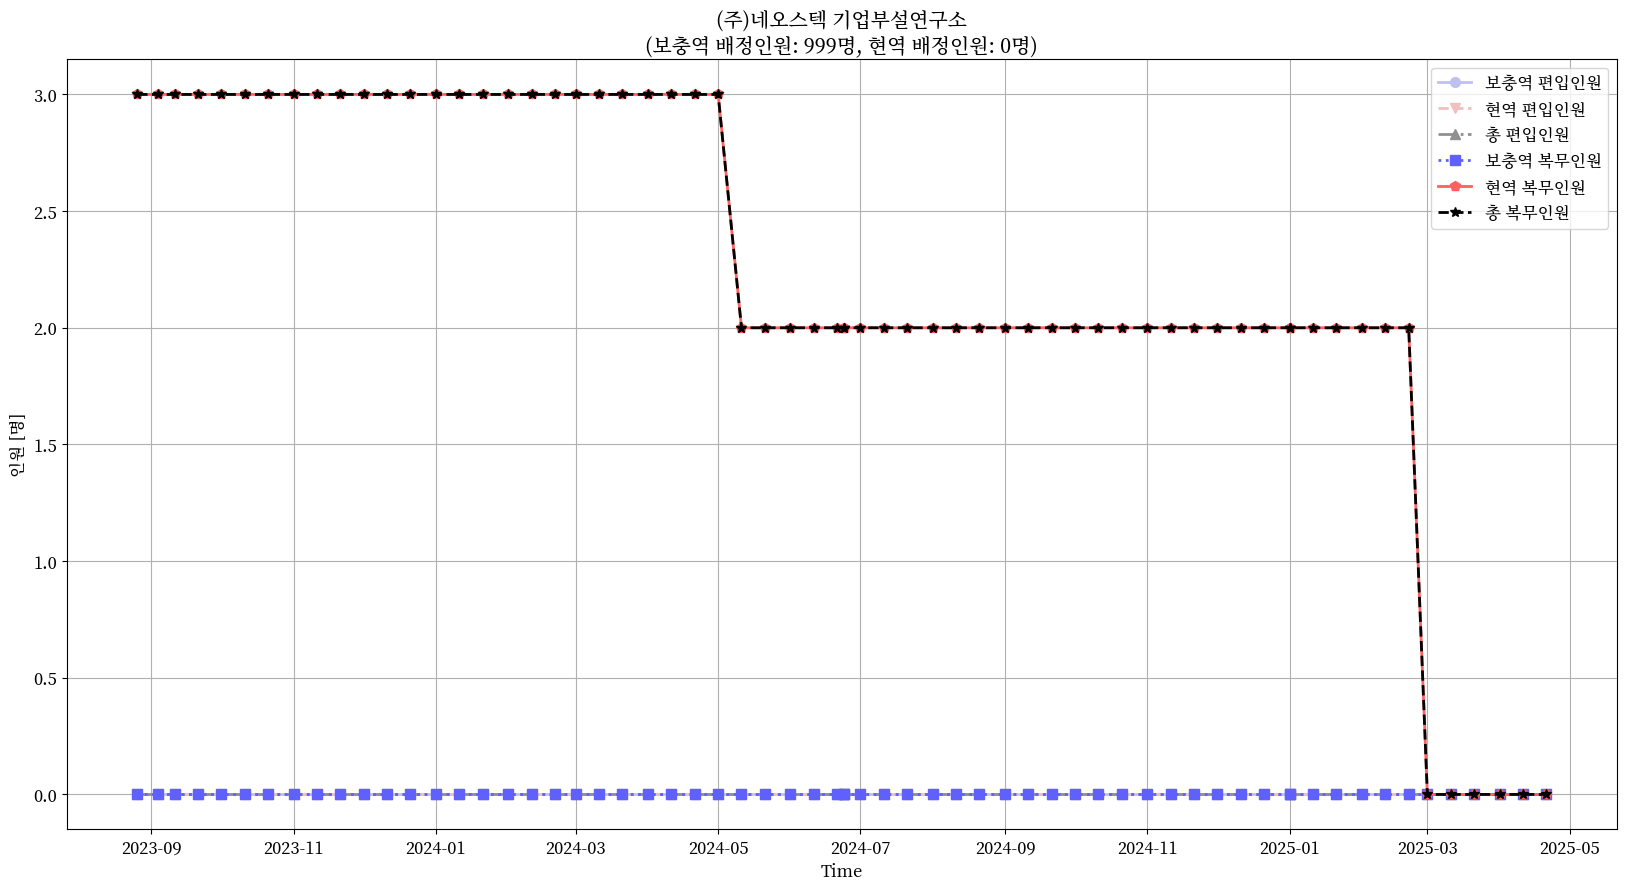 (주)네오스텍 기업부설연구소
(보충역 배정인원: 999명, 현역 배정인원: 0명)
보충역 편입인원
현역 편입인원
총 편입인원
보충역 복무인원
현역 복무인원
총 복무인원
인원 [명]
3.0
2.5
2.0
1.5
1.0
0.5
0.0
2023-09 2023-11 2024-01 2024-03 2024-05 2024-07 2024-09 2024-11 2025-01 2025-03 2025-05
Time